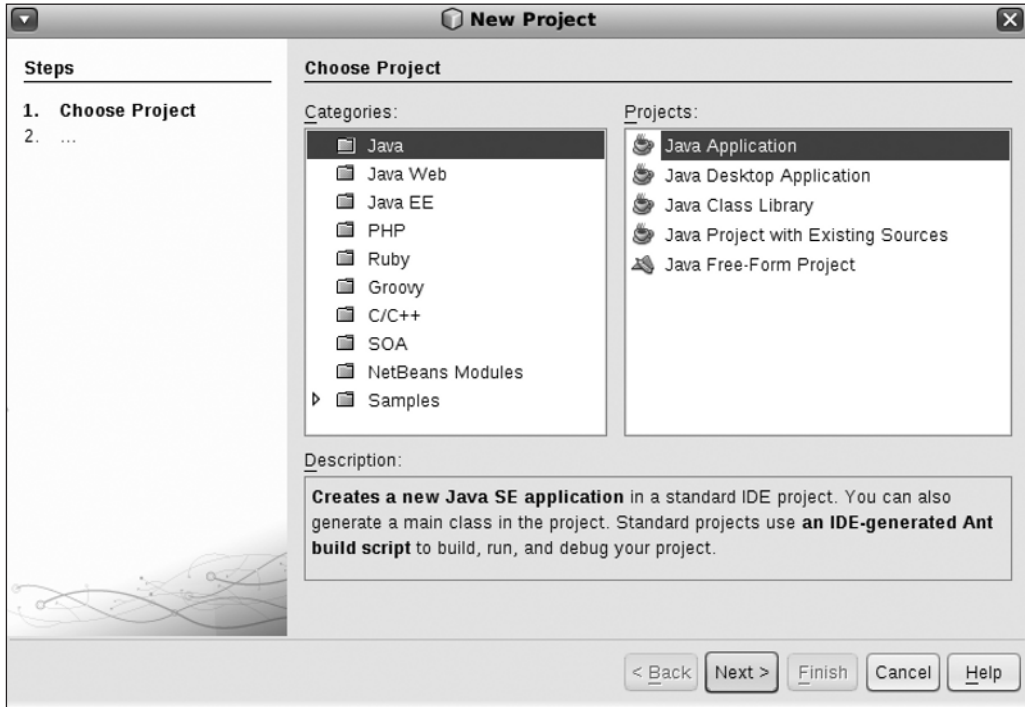 New Project
Steps
1. Choose Project
2. ...
Choose Project
Categories:
Java
Java Web
Java EE
PHP
Ruby
Groovy
C/C++
SOA
NetBeans Modules
Samples
Projects:
Java Application
Java Desktop Application
Java Class Library
Java Project with Existing Sources
Java Free-Form Project
Description:
Creates a new Java SE application in a standard IDE project. You can also
generate a main class in the project. Standard projects use an IDE-generated Ant
build script to build, run, and debug your project.
< Back
Next >
Finish
Cancel
Help